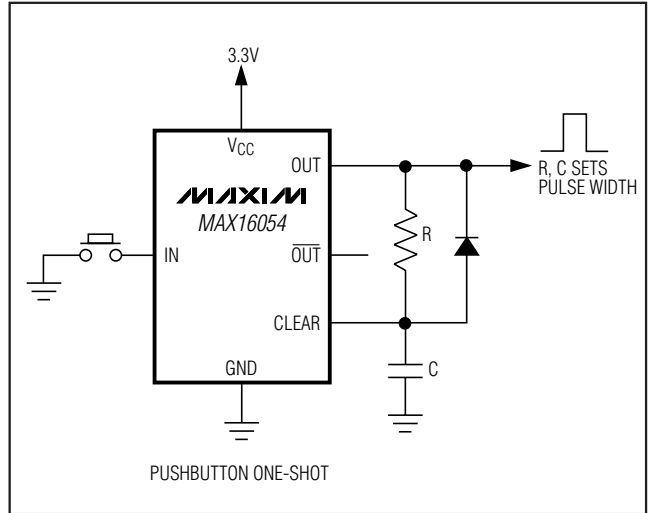 3.3V
VCC
OUT
R, C SETS
PULSE WIDTH
MAXIM
MAX16054
R
IN
OUT
CLEAR
C
GND
PUSHBUTTON ONE-SHOT